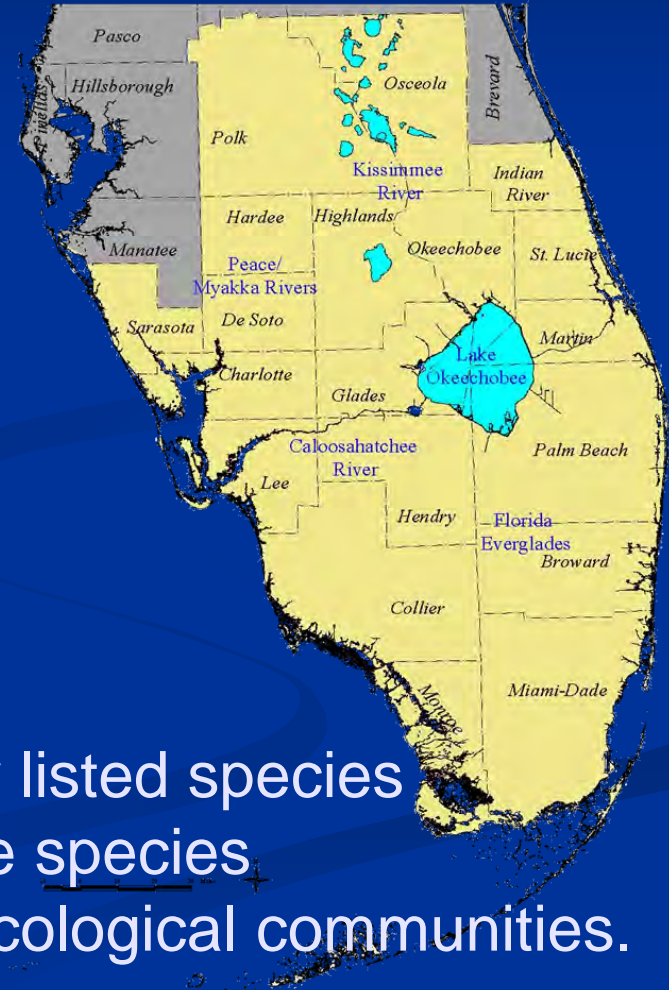 Pasco
Hillsborough
Pinellas
Osceola
Brevard
Polk
Kissimmee
River
Indian
River
Hardee
Highlands
Okeechobee
St. Lucie
Manatee
Peace/
Myakka Rivers
Sarasota
De Soto
Martin
Lake
Okeechobee
Charlotte
Glades
Caloosahatchee
River
Palm Beach
Lee
Hendry
Florida
Everglades
Broward
Collier
Monroe
Miami-Dade
listed species
species
cological communities.